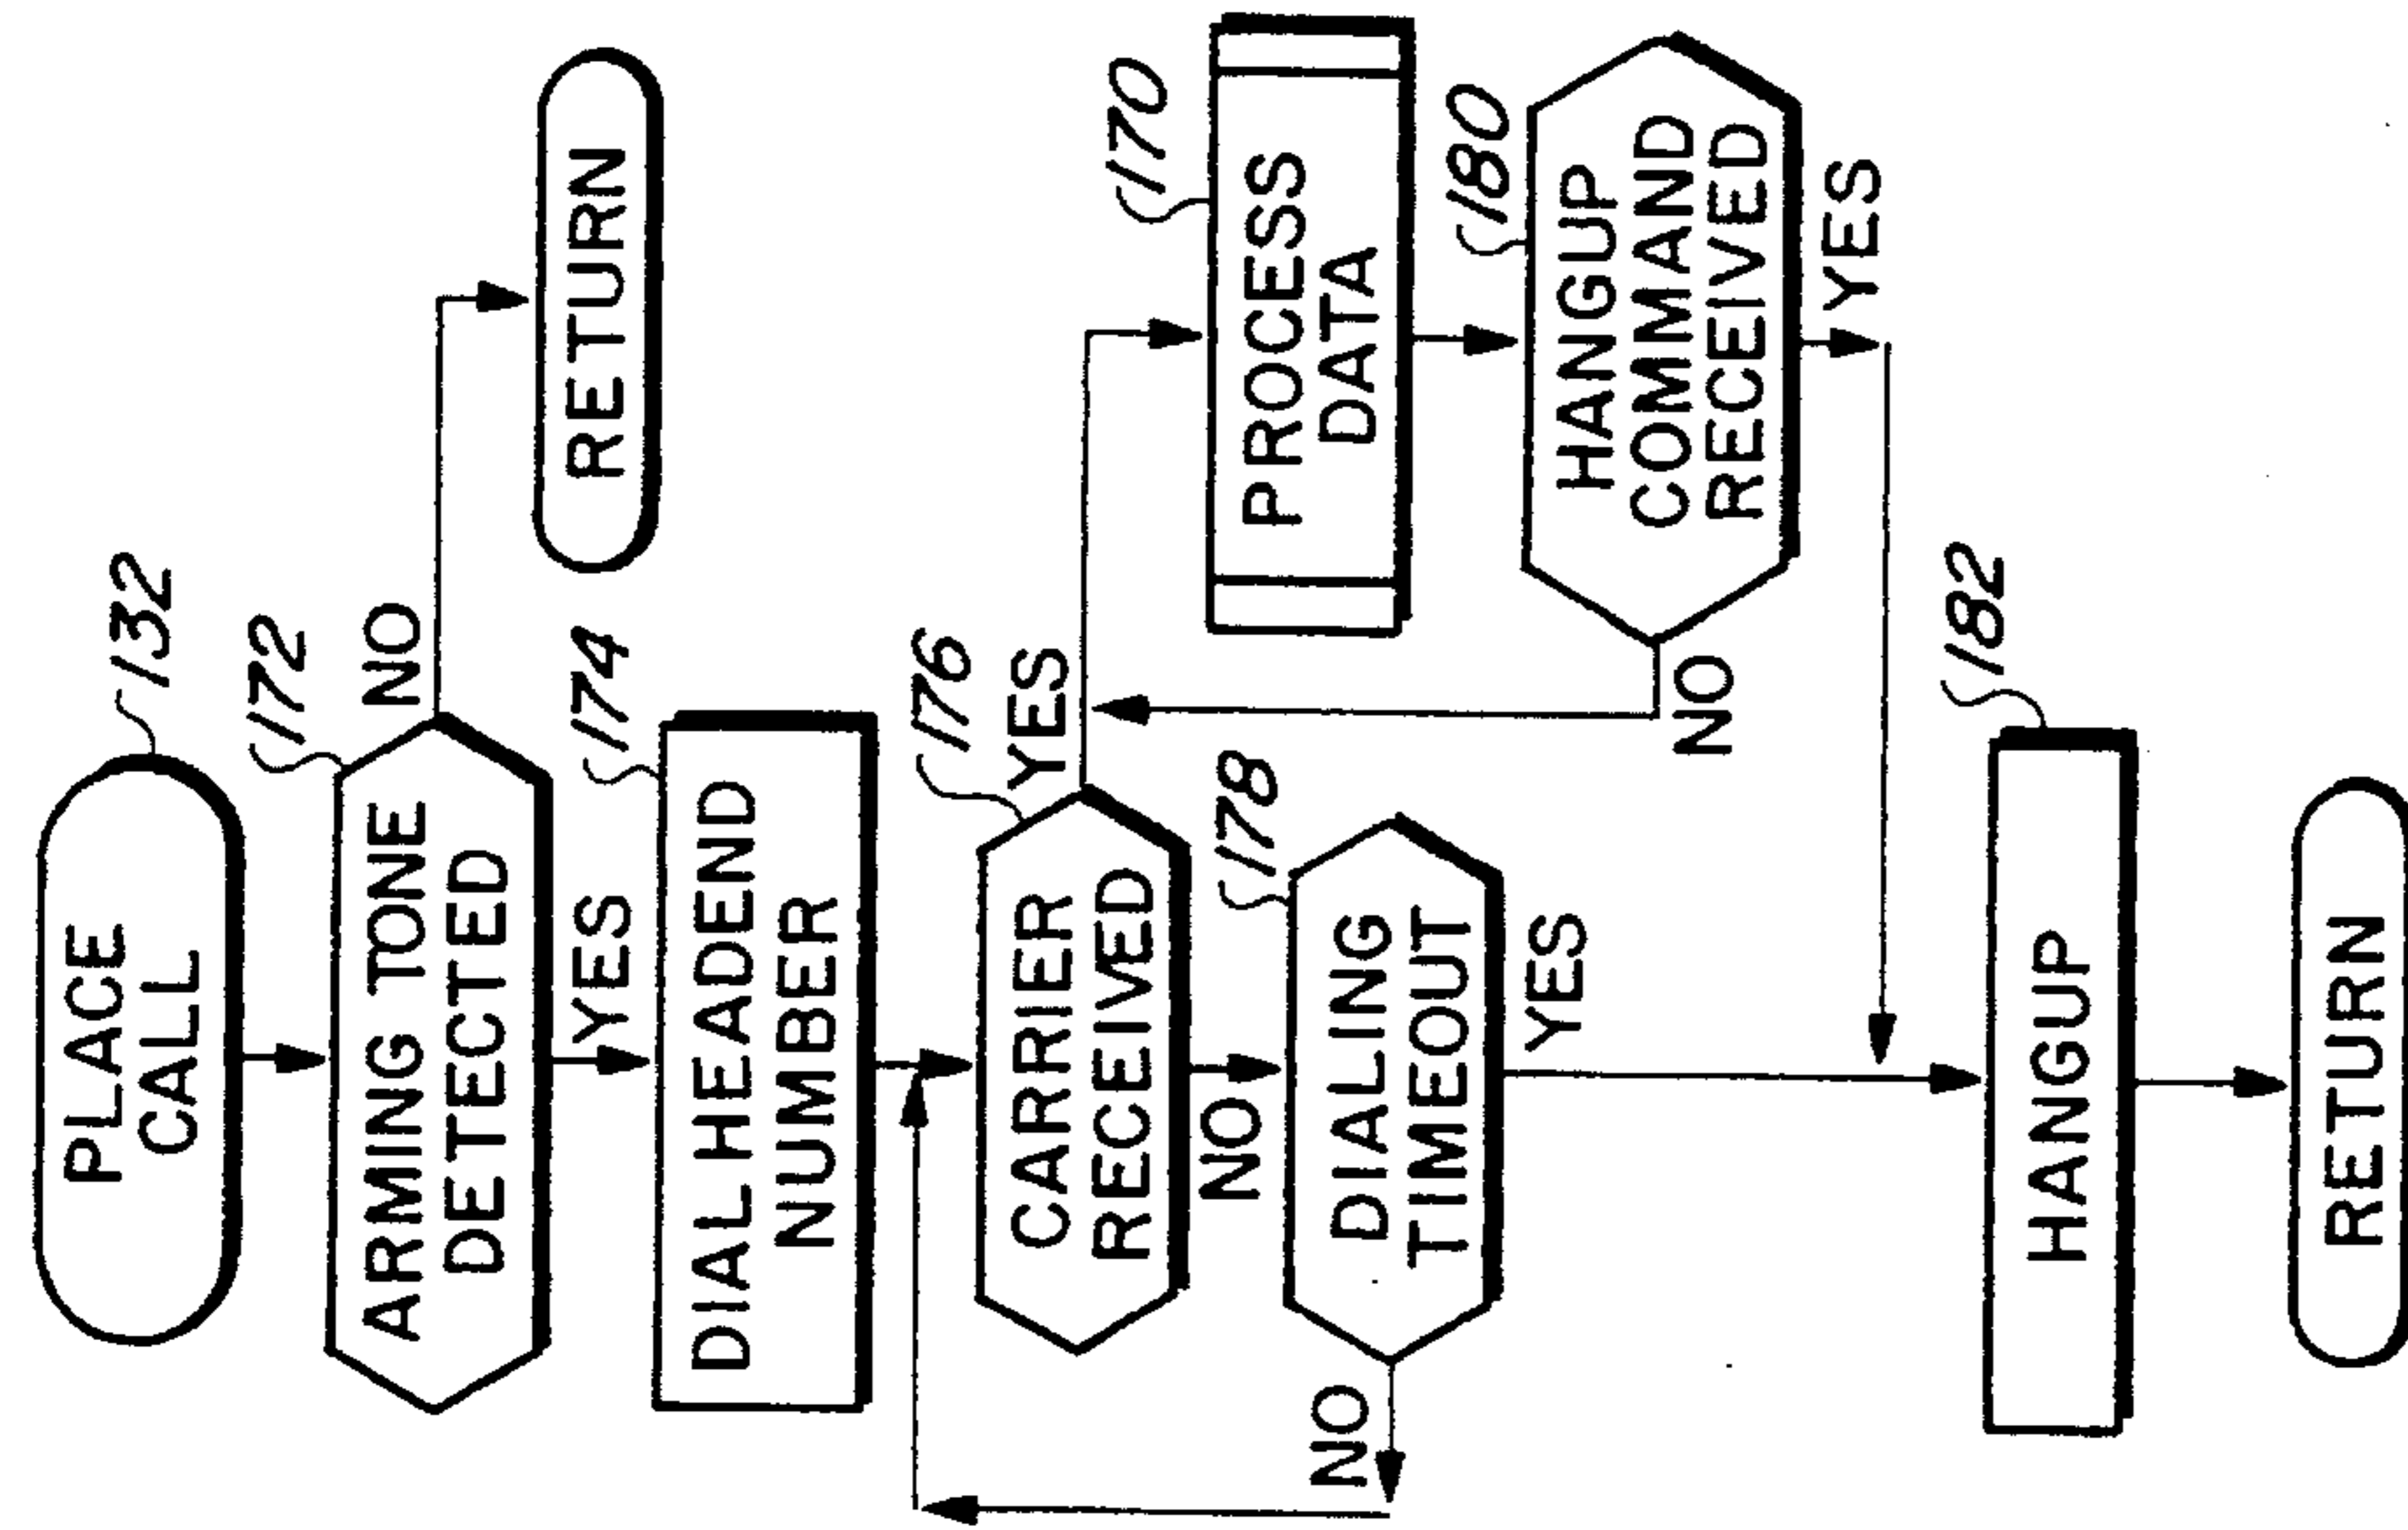 PLACE
CALL
132
ARMING TONE
DETECTED
172
NO
RETURN
YES
DIAL HEADEND
NUMBER
174
CARRIER
RECEIVED
176
YES
PROCESS
DATA
170
NO
DIALING
TIMEOUT
178
NO
YES
HANGUP
COMMAND
RECEIVED
180
NO
YES
HANGUP
182
RETURN